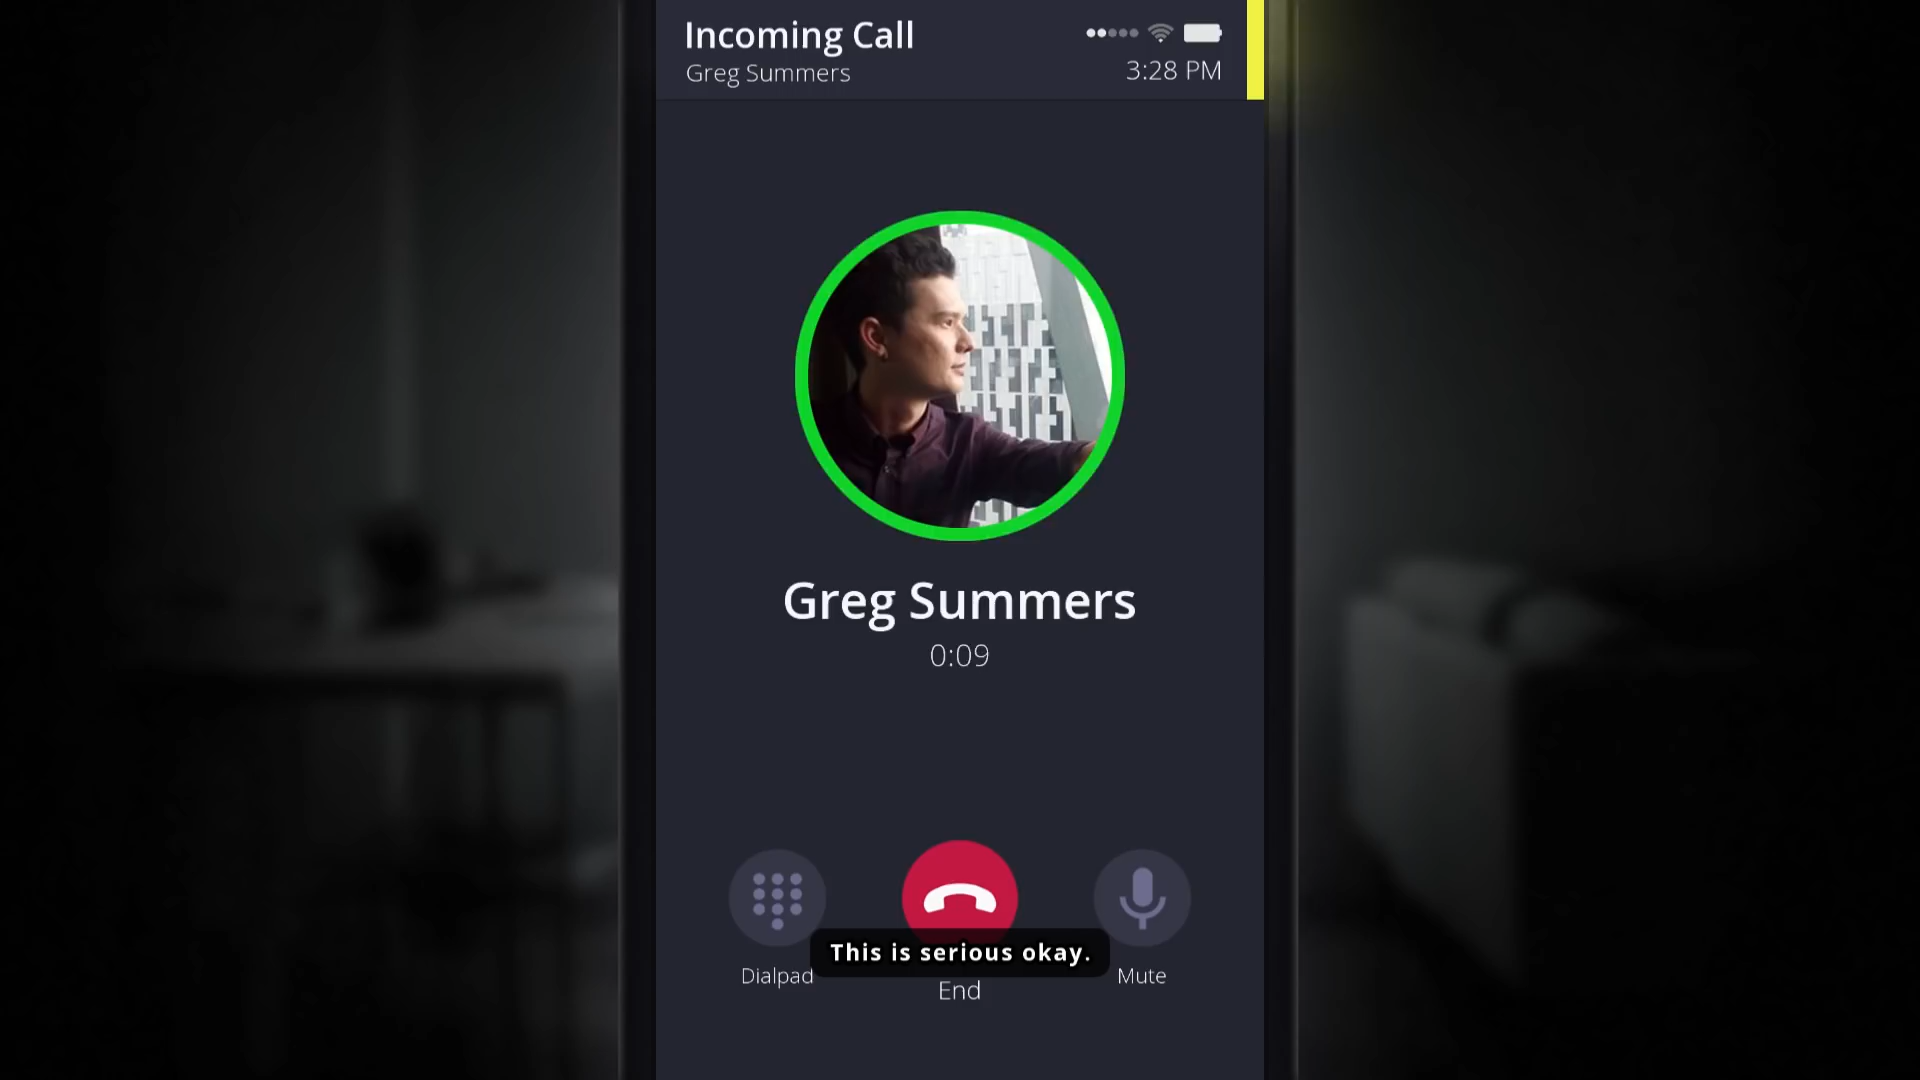 Incoming Call
Greg Summers
3:28 PM
Greg Summers
0:09
This is serious okay.
Dialpad
End
Mute